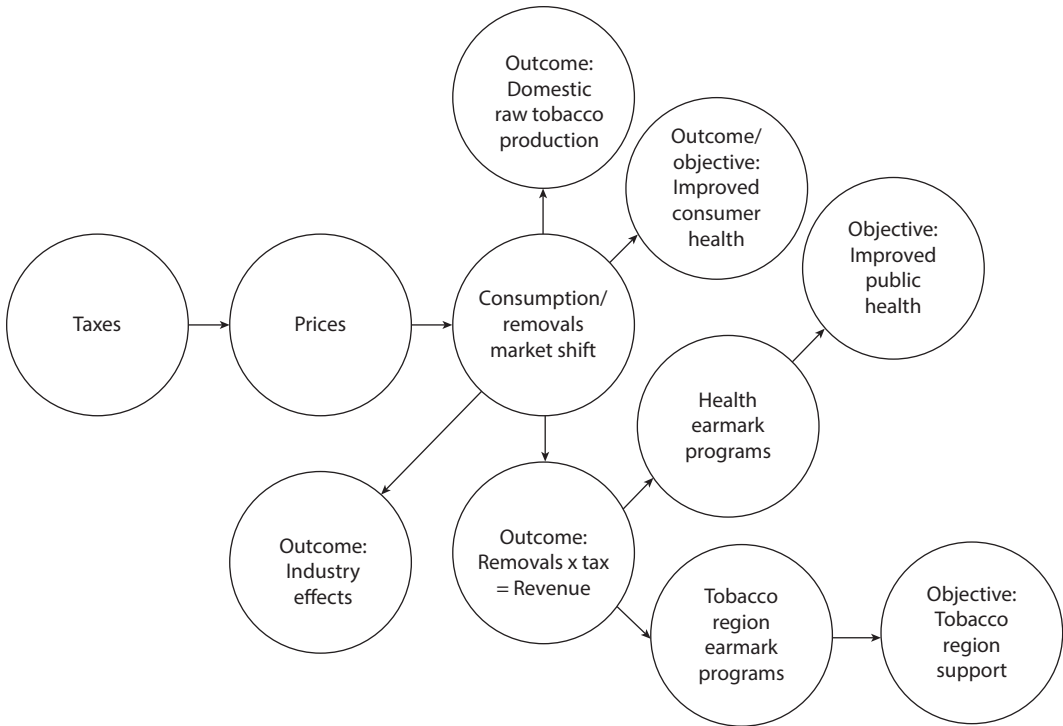 Taxes
Prices
Consumption/
removals
market shift
Outcome:
Domestic
raw tobacco
production
Outcome/
objective:
Improved
consumer
health
Objective:
Improved
public
health
Health
earmark
programs
Outcome:
Industry
effects
Outcome:
Removals x tax
= Revenue
Tobacco
region
earmark
programs
Objective:
Tobacco
region
support